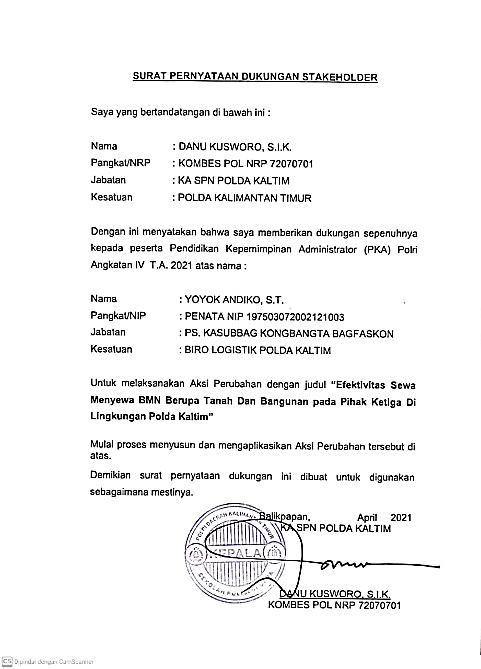 SURAT PERNYATAAN DUKUNGAN STAKEHOLDER
Saya yang bertandatangan di bawah ini :
Nama : DANU KUSWORO, S.I.K.
Pangkat/NRP : KOMBES POL NRP 72070701
Jabatan : KA SPN POLDA KALTIM
Kesatuan : POLDA KALIMANTAN TIMUR
Dengan ini menyatakan bahwa saya memberikan dukungan sepenuhnya
kepada peserta Pendidikan Kepemimpinan Administrator (PKA) Polri
Angkatan IV T.A. 2021 atas nama :
Nama : YOYOK ANDIKO, S.T.
Pangkat/NIP : PENATA NIP 197503072002121003
Jabatan : PS. KASUBBAG KONGBANGTA BAGFASKON
Kesatuan : BIRO LOGISTIK POLDA KALTIM
Untuk melaksanakan Aksi Perubahan dengan judul "Efektivitas Sewa
Menyewa BMN Berupa Tanah Dan Bangunan pada Pihak Ketiga Di
Lingkungan Polda Kaltim"
Mulai proses menyusun dan mengaplikasikan Aksi Perubahan tersebut di
atas.
Demikian surat pernyataan dukungan ini dibuat untuk digunakan
sebagaimana mestinya.
Balikpapan, April 2021
KA SPN POLDA KALTIM
KEPALA
DANU KUSWORO, S.I.K.
KOMBES POL NRP 72070701
CS Dipindai dengan CamScanner